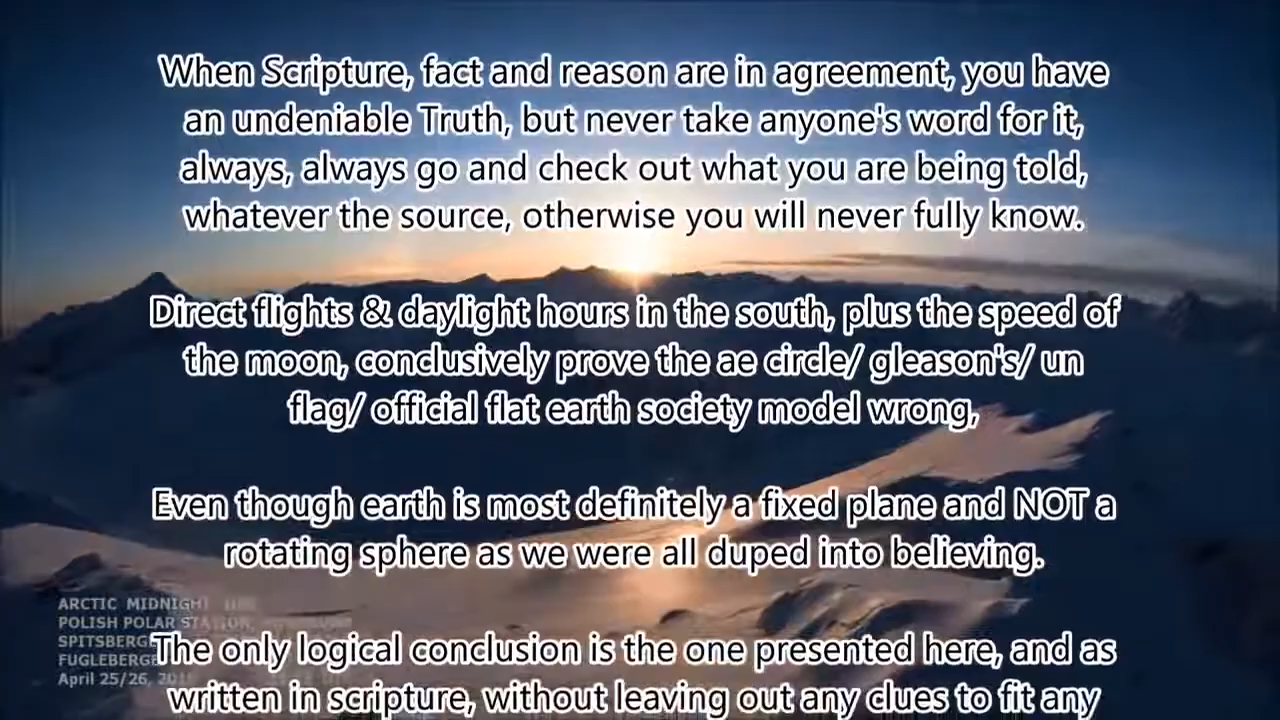 When Scripture, fact and reason are in agreement, you have
an undeniable Truth, but never take anyone's word for it,
always, always go and check out what you are being told,
whatever the source, otherwise you will never fully know.
Direct flights & daylight hours in the south, plus the speed of
the moon, conclusively prove the ae circle/ gleason's/ un
flag/ official flat earth society model wrong,
Even though earth is most definitely a fixed plane and NOT a
rotating sphere as we were all duped into believing.
The only logical conclusion is the one presented here, and as
written in scripture, without leaving out any clues to fit any
ARCTIC MIDNIGHT
POLISH POLAR STATION
April 25/26,